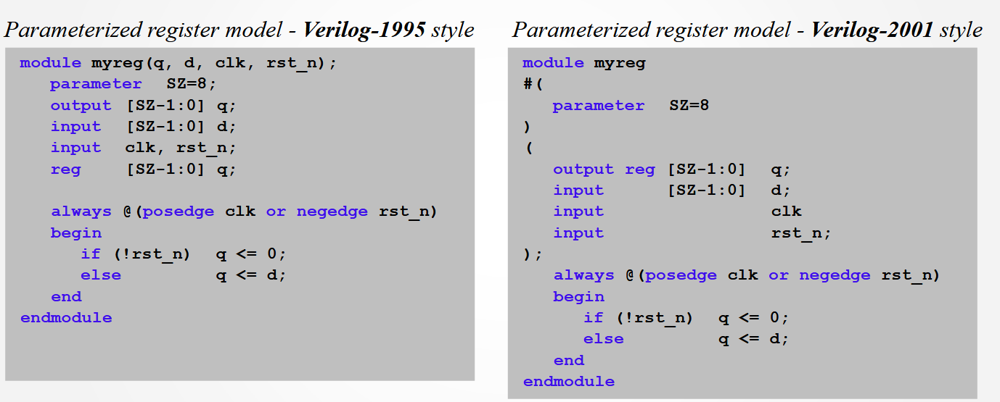 Parameterized register model - Verilog-1995 style
module myreg(q, d, clk, rst_n);
parameter SZ=8;
output [SZ-1:0] q;
input [SZ-1:0] d;
input clk, rst_n;
reg [SZ-1:0] q;
always @(posedge clk or negedge rst_n)
begin
if (!rst_n) q <= 0;
else q <= d;
end
endmodule
Parameterized register model - Verilog-2001 style
module myreg
#(
parameter SZ=8
)
(
output reg [SZ-1:0] q;
input [SZ-1:0] d;
input clk
input rst_n;
);
always @(posedge clk or negedge rst_n)
begin
if (!rst_n) q <= 0;
else q <= d;
end
endmodule